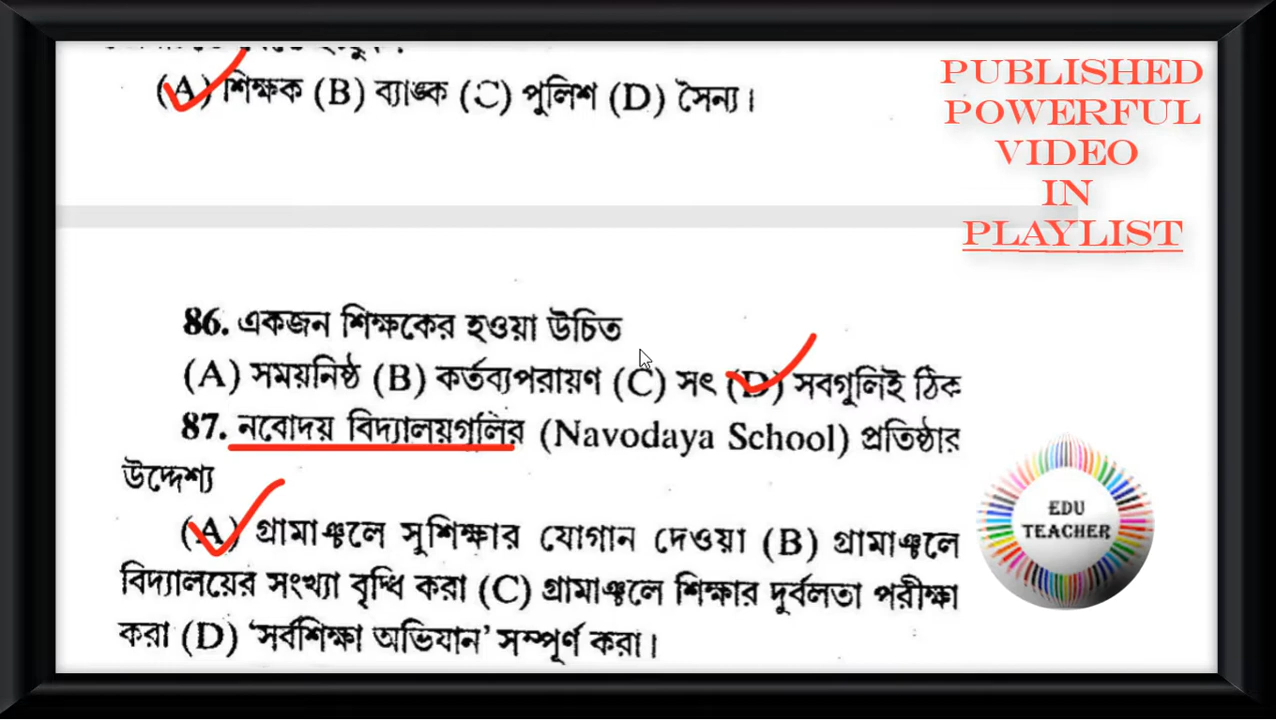 (A) শিক্ষক (B) ব্যাঙ্ক (C) পুলিশ (D) সৈন্য।
PUBLISHED
POWERFUL
VIDEO
IN
PLAYLIST
86. একজন শিক্ষকের হওয়া উচিত
(A) সময়নিষ্ঠ (B) কর্তব্যপরায়ণ (C) সৎ (D) সবগুলিই ঠিক
87. নবোদয় বিদ্যালয়গুলির (Navodaya School) প্রতিষ্ঠার
উদ্দেশ্য
(A) গ্রামাঞ্চলে সুশিক্ষার যোগান দেওয়া (B) গ্রামাঞ্চলে
বিদ্যালয়ের সংখ্যা বৃদ্ধি করা (C) গ্রামাঞ্চলে শিক্ষার দুর্বলতা পরীক্ষা
করা (D) ‘সর্বশিক্ষা অভিযান’ সম্পূর্ণ করা।
EDU
TEACHER